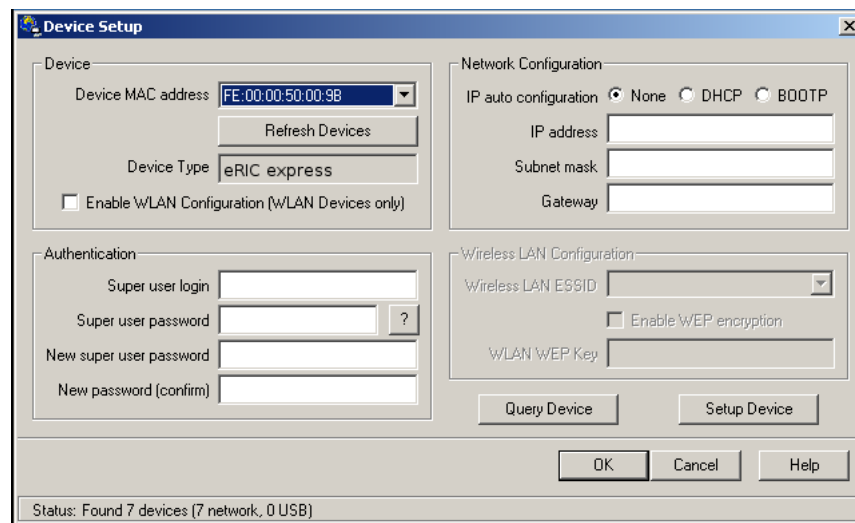 Device Setup
Device
Device MAC address FE:00:00:50:00:9B
Refresh Devices
Device Type eRIC express
Enable WLAN Configuration (WLAN Devices only)
Authentication
Super user login
Super user password ?
New super user password
New password (confirm)
Network Configuration
IP auto configuration None DHCP BOOTP
IP address
Subnet mask
Gateway
Wireless LAN Configuration
Wireless LAN ESSID
Enable WEP encryption
WLAN WEP Key
Query Device Setup Device
OK Cancel Help
Status: Found 7 devices (7 network, 0 USB)